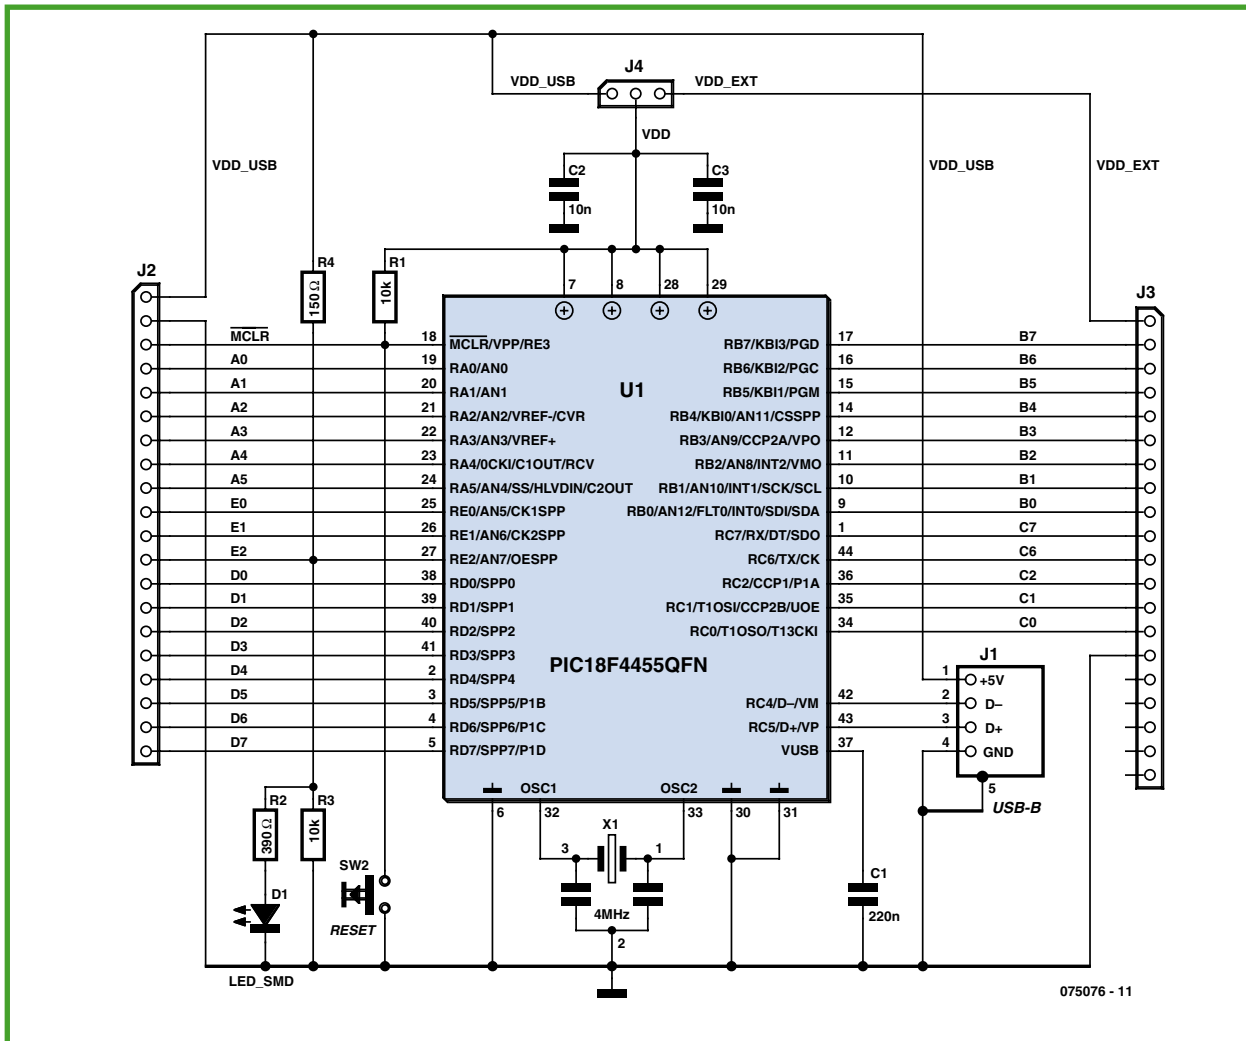 J4
VDD_USB
VDD_EXT
VDD
VDD_USB
C2
C3
VDD_USB
VDD_EXT
10n
10n
J2
R4
R1
150Ω
10k
7
8
28
29
J3
MCLR
18
MCLR/VPP/RE3
RB7/KBI3/PGD
17
B7
A0
19
RA0/AN0
RB6/KBI2/PGC
16
B6
A1
20
RA1/AN1
U1
RB5/KBI1/PGM
15
B5
A2
21
RA2/AN2/VREF-/CVR
RB4/KBI0/AN11/CSSPP
14
B4
A3
22
RA3/AN3/VREF+
RB3/AN9/CCP2A/VPO
12
B3
A4
23
RA4/0CKI/C1OUT/RCV
RB2/AN8/INT2/VMO
11
B2
A5
24
RA5/AN4/SS/HLVDIN/C2OUT
RB1/AN10/INT1/SCK/SCL
10
B1
E0
25
RE0/AN5/CK1SPP
RB0/AN12/FLT0/INT0/SDI/SDA
9
B0
E1
26
RE1/AN6/CK2SPP
RC7/RX/DT/SDO
1
C7
E2
27
RE2/AN7/OESPP
RC6/TX/CK
44
C6
D0
38
RD0/SPP0
RC2/CCP1/P1A
36
C2
D1
39
RD1/SPP1
RC1/T1OSI/CCP2B/UOE
35
C1
D2
40
RD2/SPP2
RC0/T1OSO/T13CKI
34
C0
D3
41
RD3/SPP3
PIC18F4455QFN
J1
D4
2
RD4/SPP4
1
+5V
D5
3
RD5/SPP5/P1B
RC4/D–/VM
42
2
D–
D6
4
RD6/SPP6/P1C
RC5/D+/VP
43
3
D+
D7
5
RD7/SPP7/P1D
VUSB
37
4
GND
OSC1
OSC2
5
USB-B
R2
R3
6
32
33
30
31
390Ω
10k
X1
3
1
SW2
C1
D1
4MHz
220n
RESET
2
LED_SMD
075076 - 11